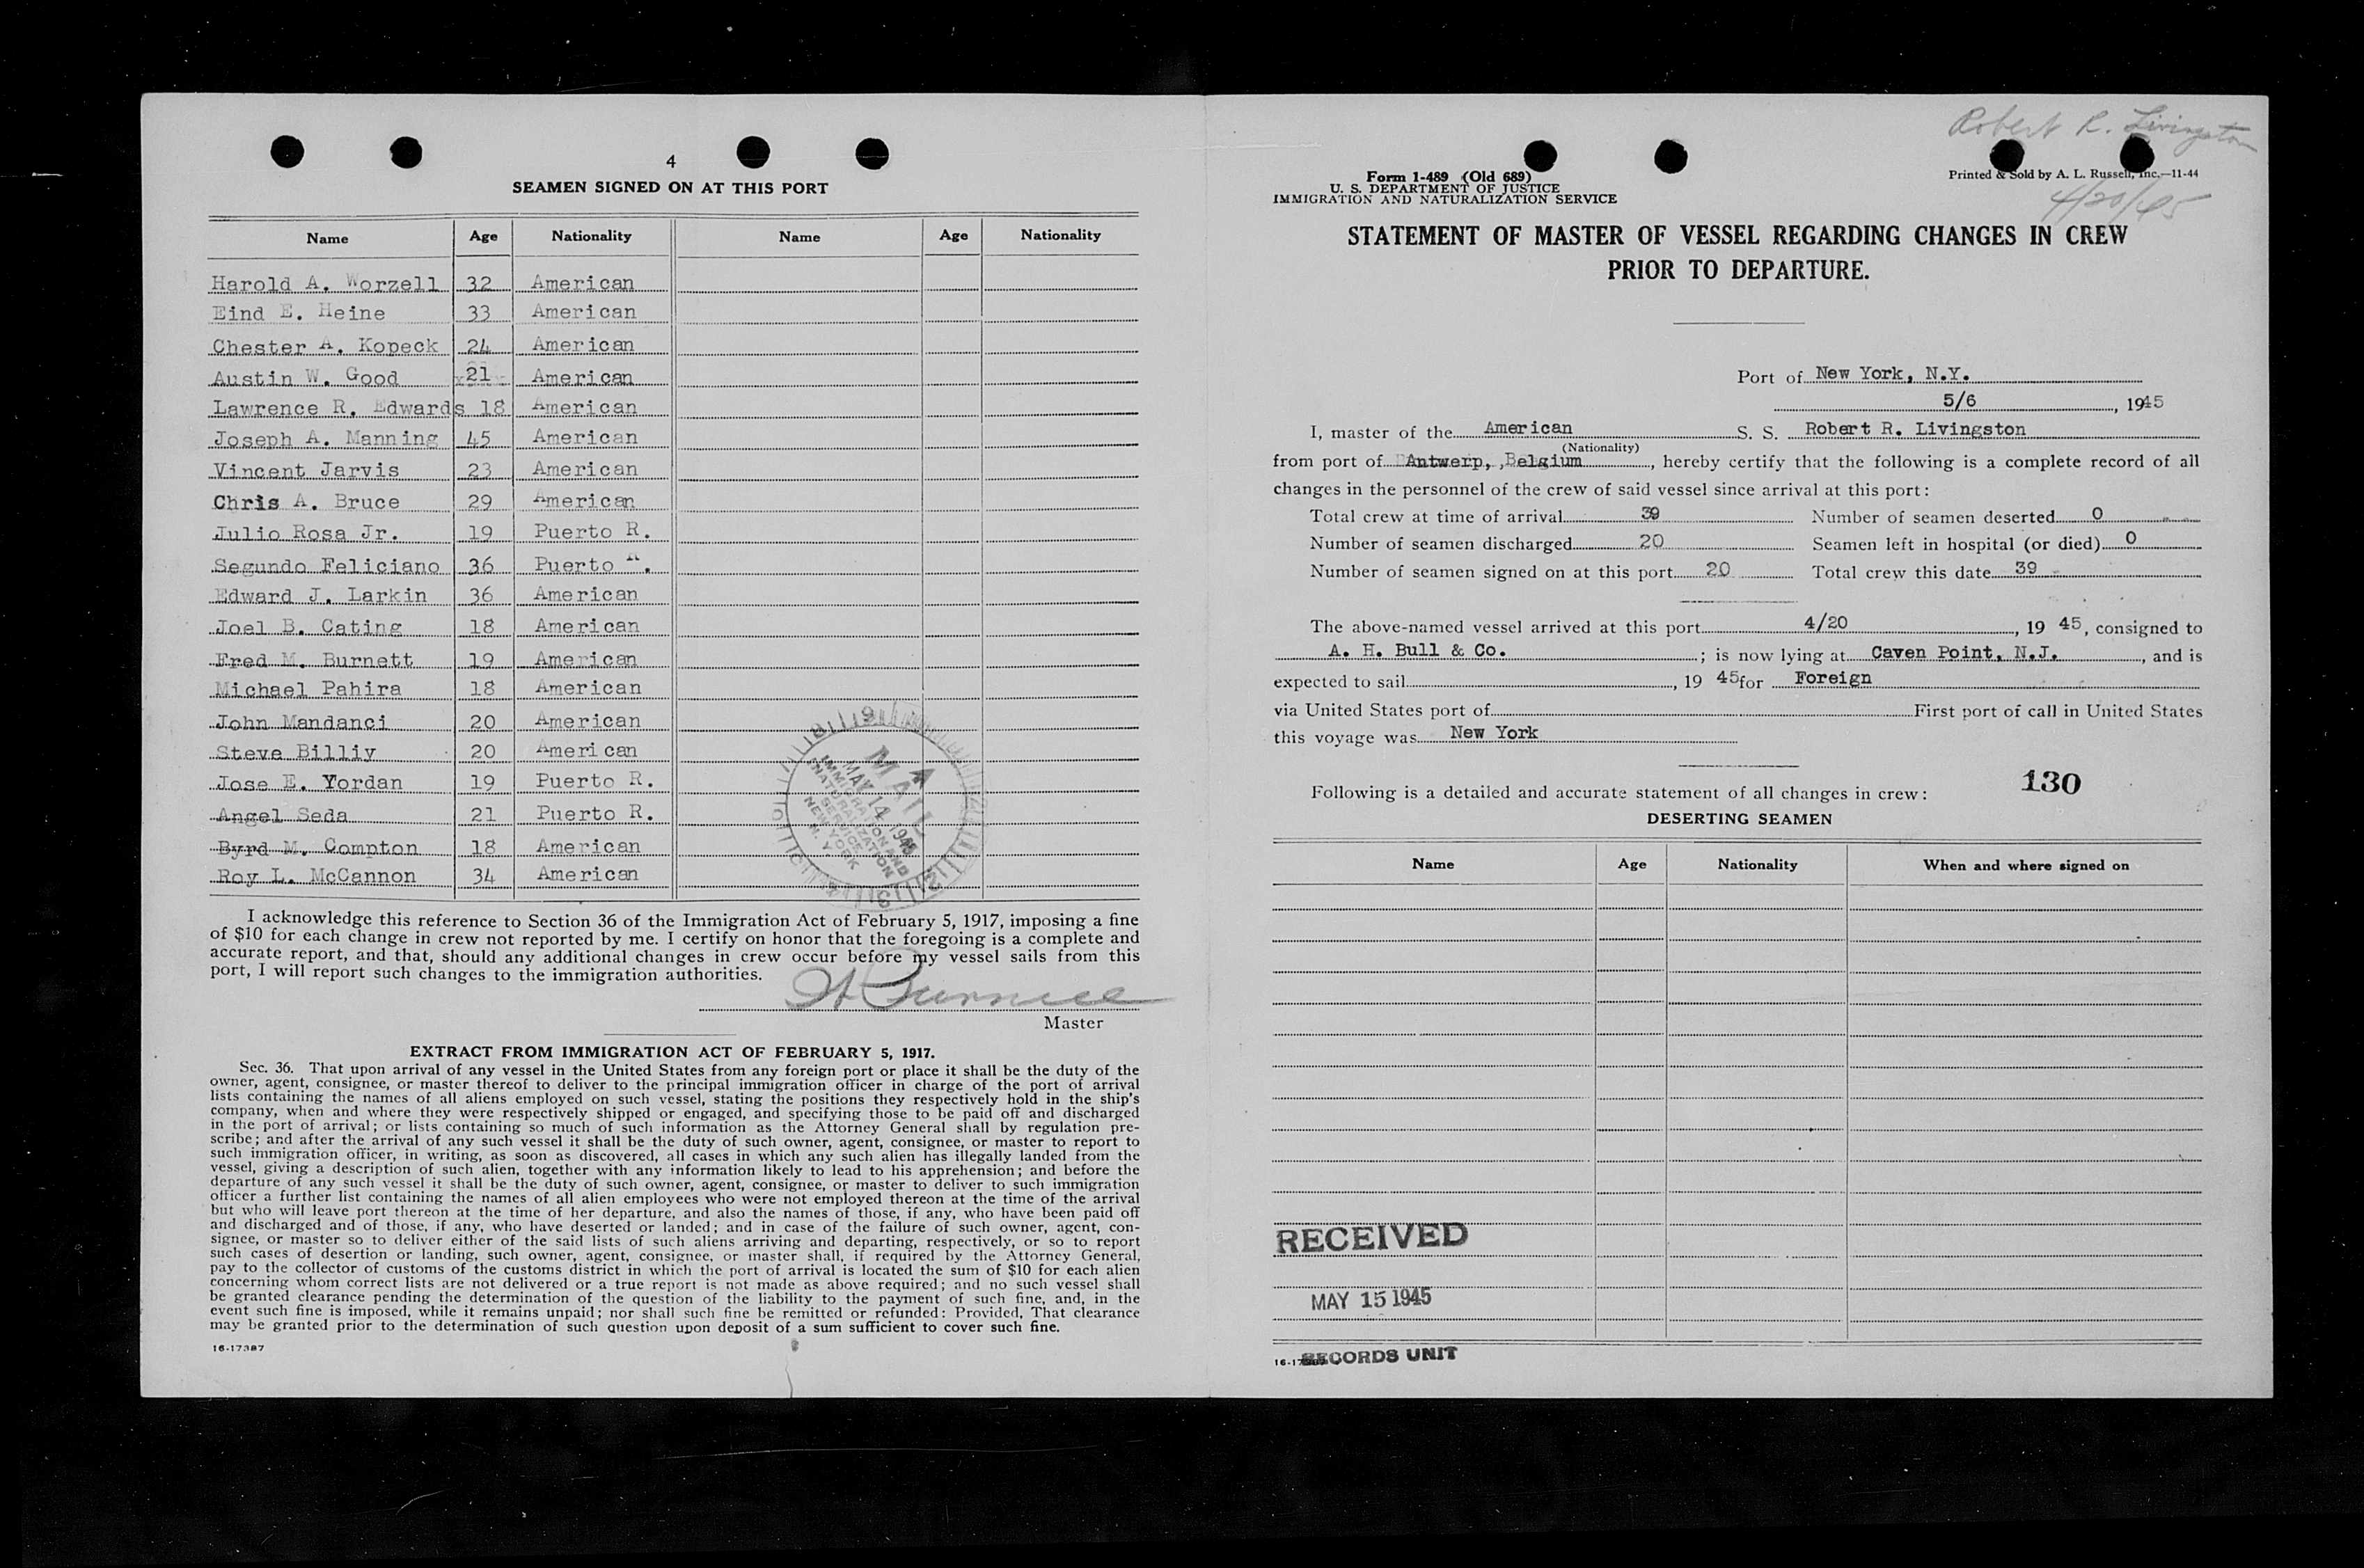 4
SEAMEN SIGNED ON AT THIS PORT
Name Age Nationality Name Age Nationality
Harold A. Worzell 32 American
Eind E. Heine 33 American
Chester A. Kopeck 24 American
Austin W. Good 21 American
Lawrence R. Edwards 18 American
Joseph A. Manning 45 American
Vincent Jarvis 23 American
Chris A. Bruce 29 American
Julio Rosa Jr. 19 Puerto R.
Segundo Feliciano 36 Puerto R.
Edward J. Larkin 36 American
Joel B. Cating 18 American
Fred M. Burnett 19 American
Michael Pahira 18 American
John Mandanci 20 American
Steve Billiy 20 American
Jose E. Yordan 19 Puerto R.
Angel Seda 21 Puerto R.
Byrd M. Compton 18 American
Roy L. McCannon 34 American
MAIL
MAY 14 1945
IMMIGRATION AND
NATURALIZATION
SERVICE
NEW YORK
N. Y.
I acknowledge this reference to Section 36 of the Immigration Act of February 5, 1917, imposing a fine
of $10 for each change in crew not reported by me. I certify on honor that the foregoing is a complete and
accurate report, and that, should any additional changes in crew occur before my vessel sails from this
port, I will report such changes to the immigration authorities.
Master
EXTRACT FROM IMMIGRATION ACT OF FEBRUARY 5, 1917.
Sec. 36. That upon arrival of any vessel in the United States from any foreign port or place it shall be the duty of the
owner, agent, consignee, or master thereof to deliver to the principal immigration officer in charge of the port of arrival
lists containing the names of all aliens employed on such vessel, stating the positions they respectively hold in the ship's
company, when and where they were respectively shipped or engaged, and specifying those to be paid off and discharged
in the port of arrival; or lists containing so much of such information as the Attorney General shall by regulation pre-
scribe; and after the arrival of any such vessel it shall be the duty of such owner, agent, consignee, or master to report to
such immigration officer, in writing, as soon as discovered, all cases in which any such alien has illegally landed from the
vessel, giving a description of such alien, together with any information likely to lead to his apprehension; and before the
departure of any such vessel it shall be the duty of such owner, agent, consignee, or master to deliver to such immigration
officer a further list containing the names of all alien employees who were not employed thereon at the time of the arrival
but who will leave port thereon at the time of her departure, and also the names of those, if any, who have been paid off
and discharged and of those, if any, who have deserted or landed; and in case of the failure of such owner, agent, con-
signee, or master so to deliver either of the said lists of such aliens arriving and departing, respectively, or so to report
such cases of desertion or landing, such owner, agent, consignee, or master shall, if required by the Attorney General,
pay to the collector of customs of the customs district in which the port of arrival is located the sum of $10 for each alien
concerning whom correct lists are not delivered or a true report is not made as above required; and no such vessel shall
be granted clearance pending the determination of the question of the liability to the payment of such fine, and, in the
event such fine is imposed, while it remains unpaid; nor shall such fine be remitted or refunded: Provided, That clearance
may be granted prior to the determination of such question upon deposit of a sum sufficient to cover such fine.
16-17387
Robert R. Livingston
Form I-489 (Old 689)
U. S. DEPARTMENT OF JUSTICE
IMMIGRATION AND NATURALIZATION SERVICE
Printed & Sold by A. L. Russell, Inc.—11-44
4/20/45
STATEMENT OF MASTER OF VESSEL REGARDING CHANGES IN CREW
PRIOR TO DEPARTURE.
Port of New York, N.Y.
5/6, 1945
I, master of the American S. S. Robert R. Livingston
(Nationality)
from port of Antwerp, Belgium, hereby certify that the following is a complete record of all
changes in the personnel of the crew of said vessel since arrival at this port:
Total crew at time of arrival 39 Number of seamen deserted 0
Number of seamen discharged 20 Seamen left in hospital (or died) 0
Number of seamen signed on at this port 20 Total crew this date 39
The above-named vessel arrived at this port 4/20, 19 45, consigned to
A. H. Bull & Co.; is now lying at Caven Point, N.J., and is
expected to sail, 19 45 for Foreign
via United States port of First port of call in United States
this voyage was New York
130
Following is a detailed and accurate statement of all changes in crew:
DESERTING SEAMEN
Name Age Nationality When and where signed on
RECEIVED
MAY 15 1945
RECORDS UNIT